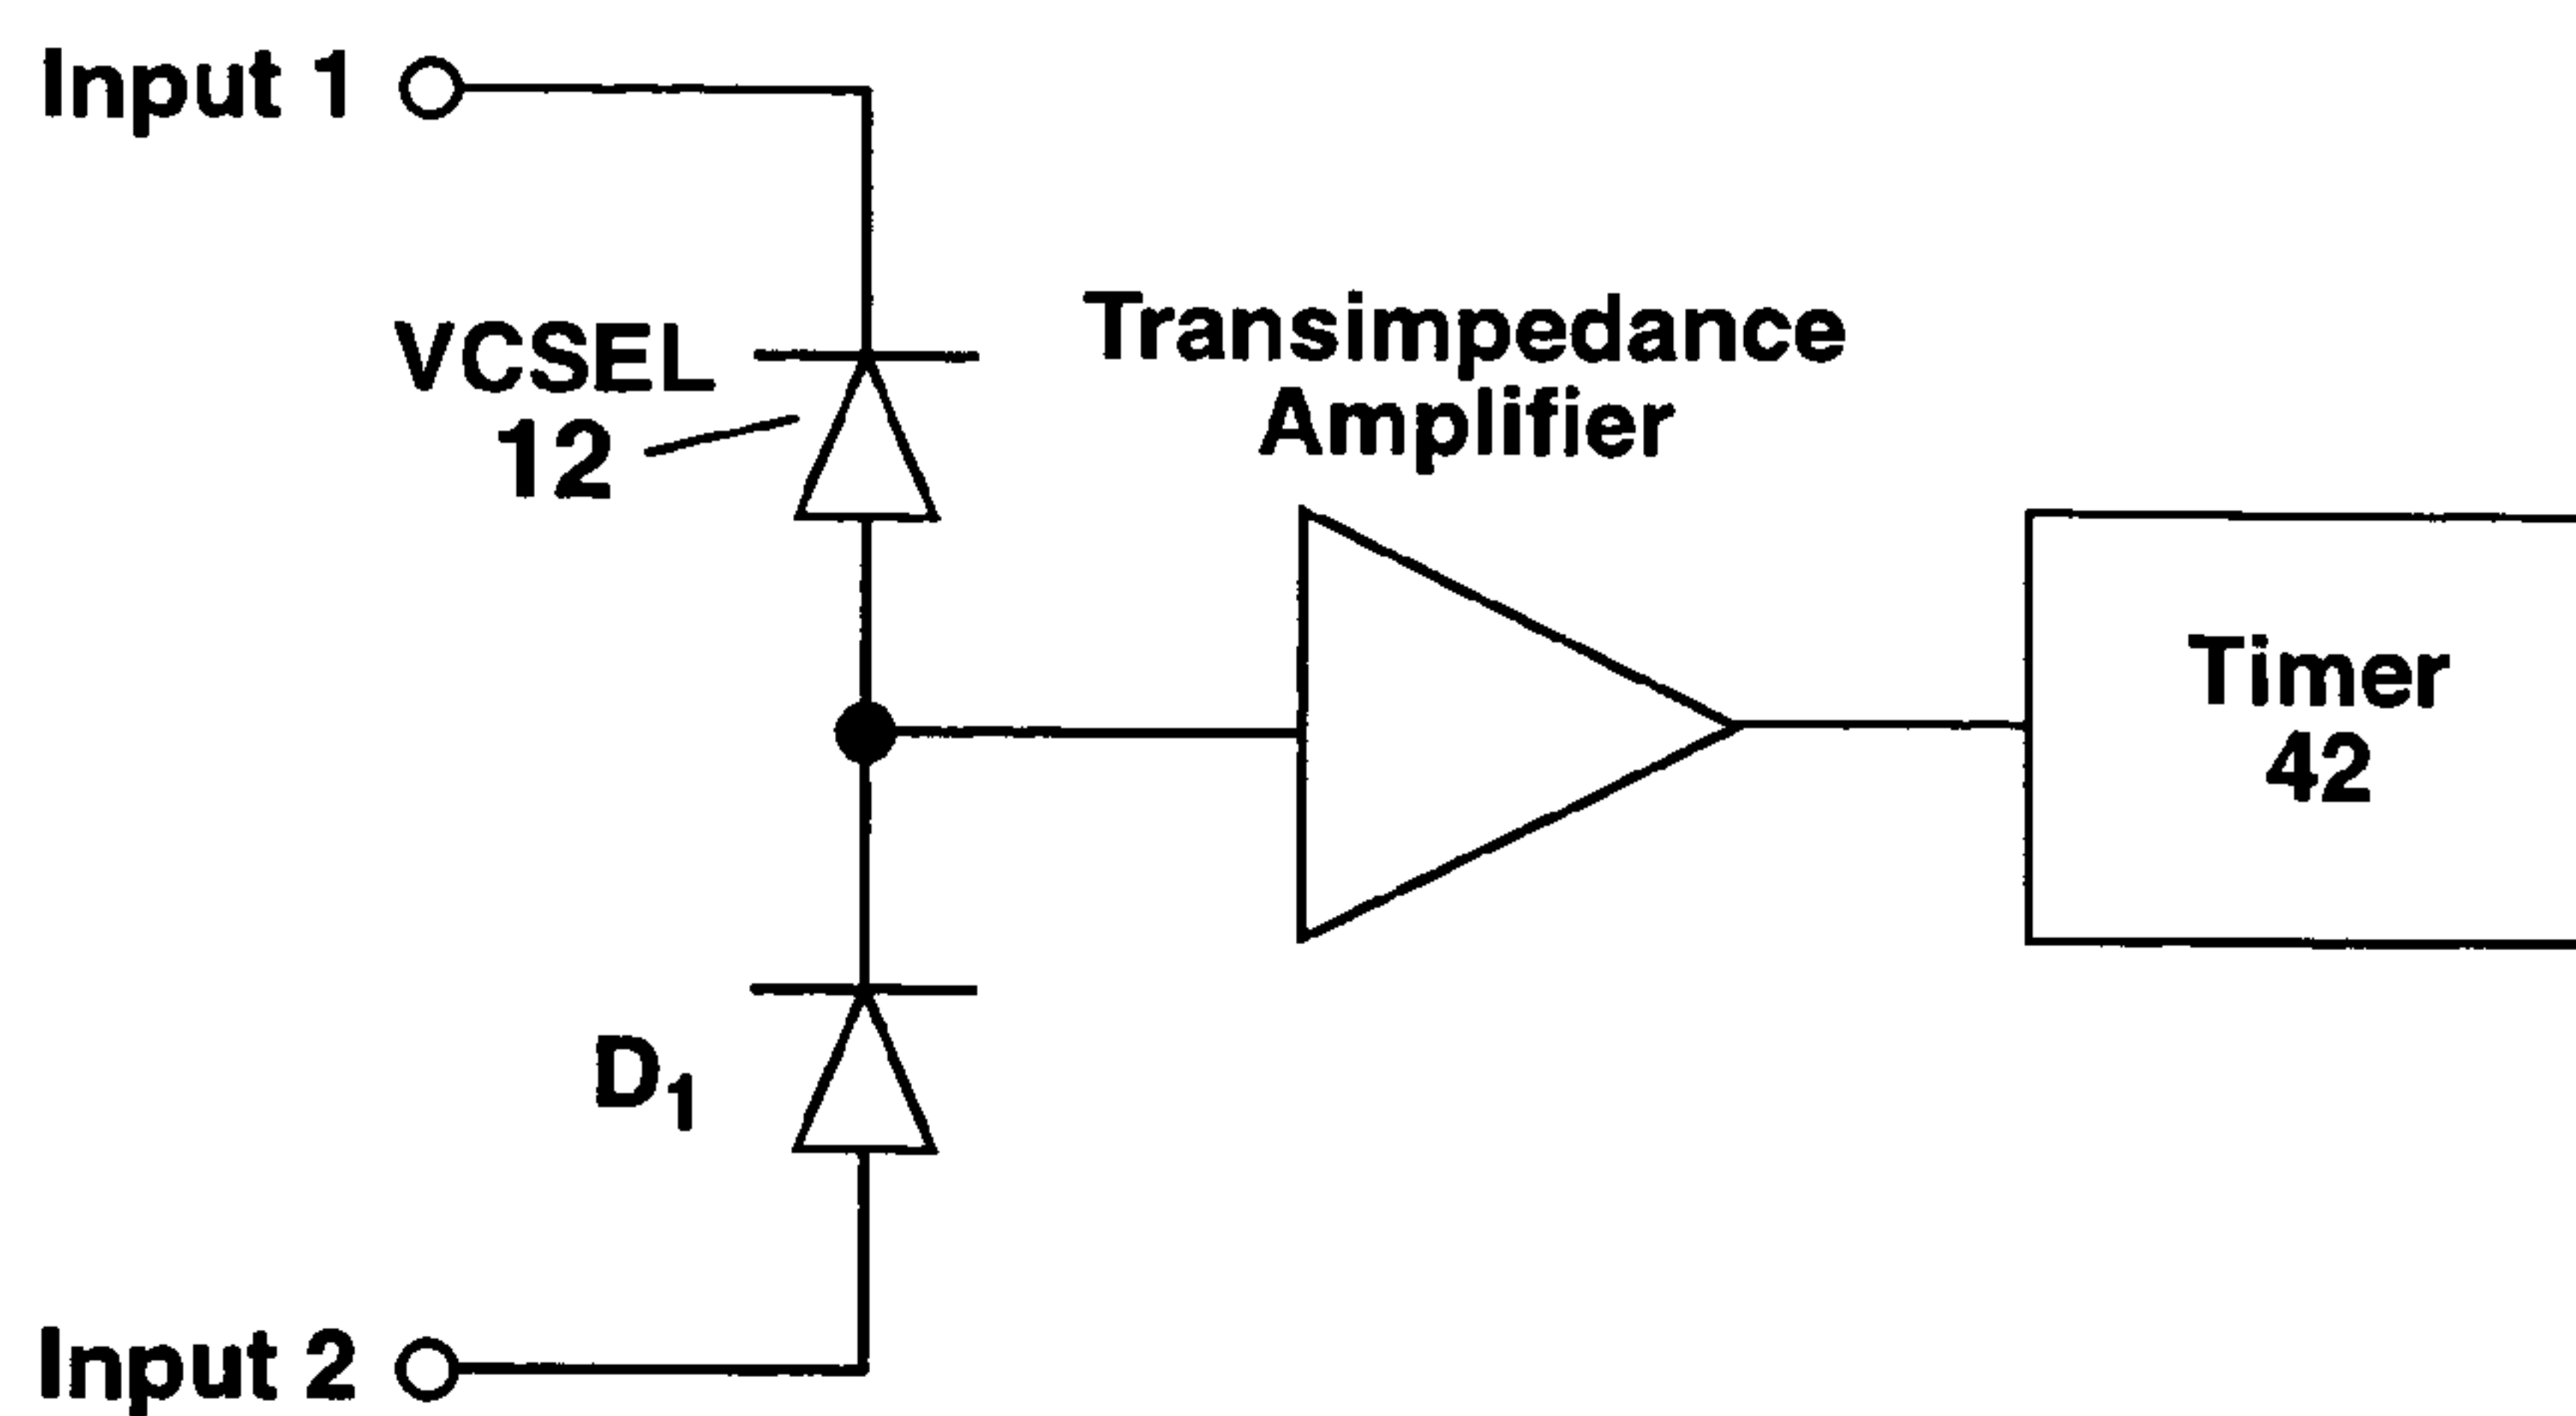 Input 1
VCSEL
12
Transimpedance
Amplifier
Timer
42
D₁
Input 2